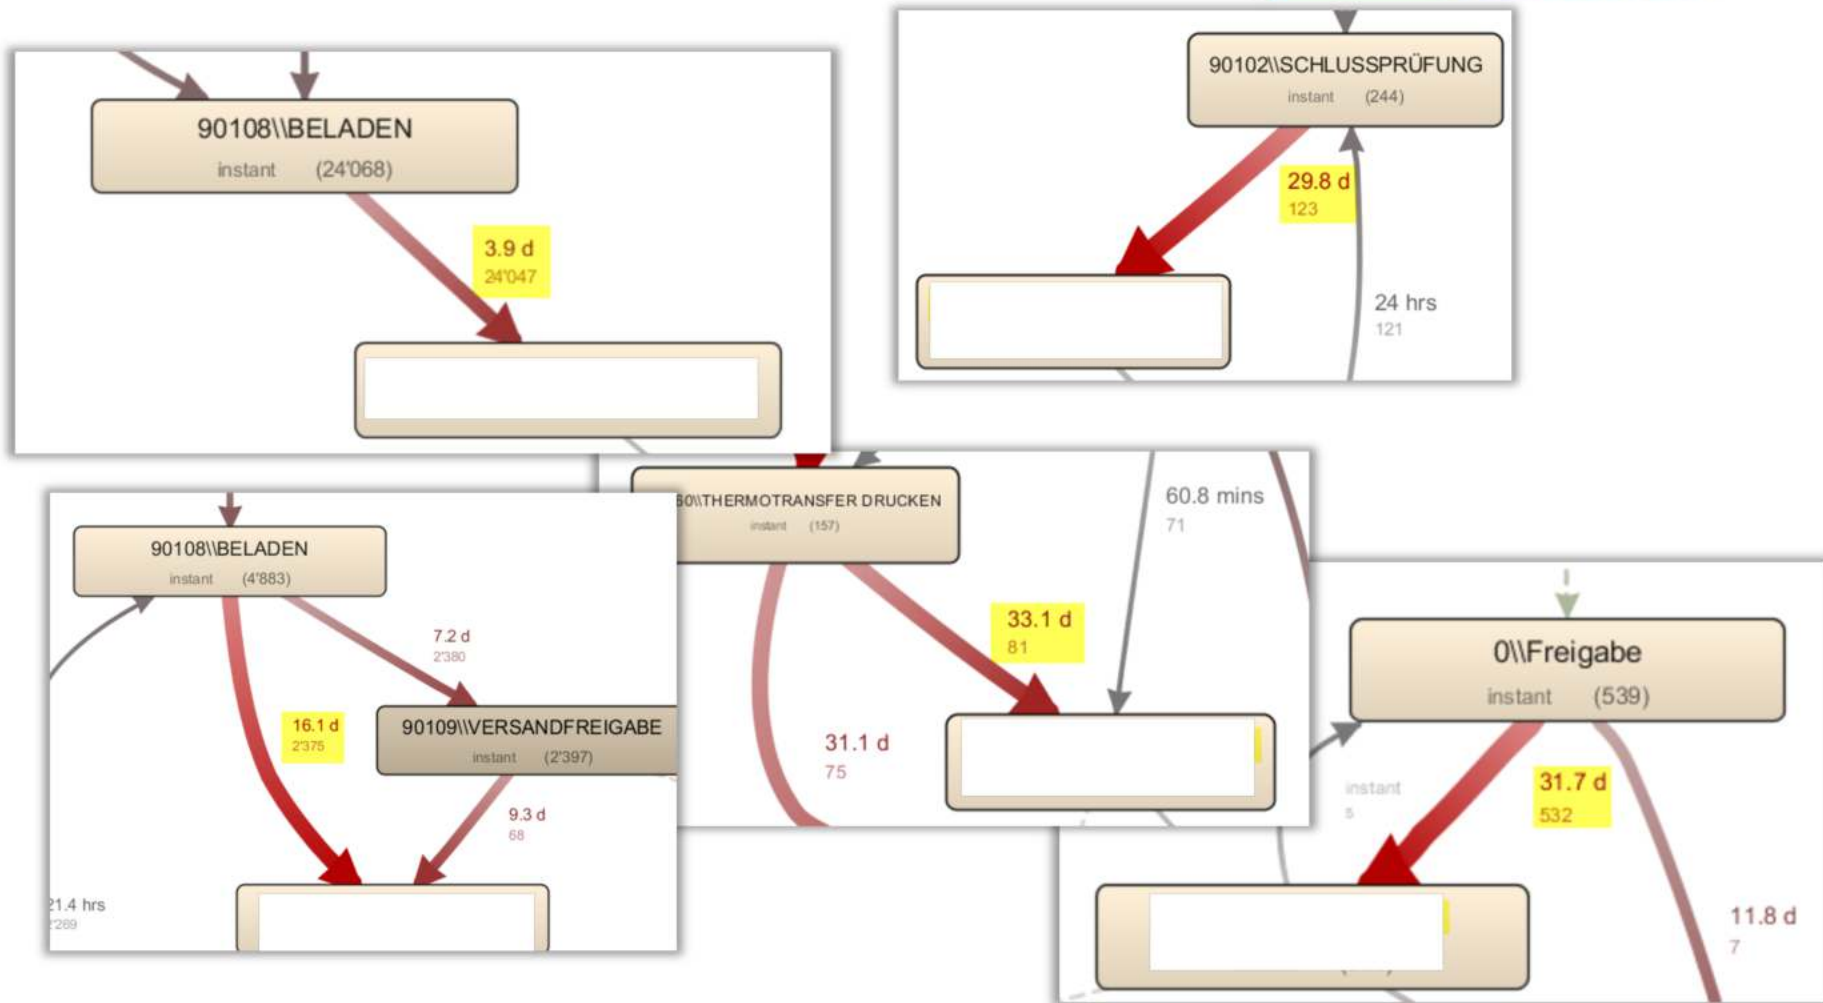 90108\\BELADEN
instant (24'068)
3.9 d
24'047
90102\\SCHLUSSPRÜFUNG
instant (244)
29.8 d
123
24 hrs
121
60\\THERMOTRANSFER DRUCKEN
instant (157)
60.8 mins
71
33.1 d
81
31.1 d
75
90108\\BELADEN
instant (4'883)
7.2 d
2'380
16.1 d
2'375
90109\\VERSANDFREIGABE
instant (2'397)
9.3 d
68
21.4 hrs
'269
0\\Freigabe
instant (539)
instant
5
31.7 d
532
11.8 d
7